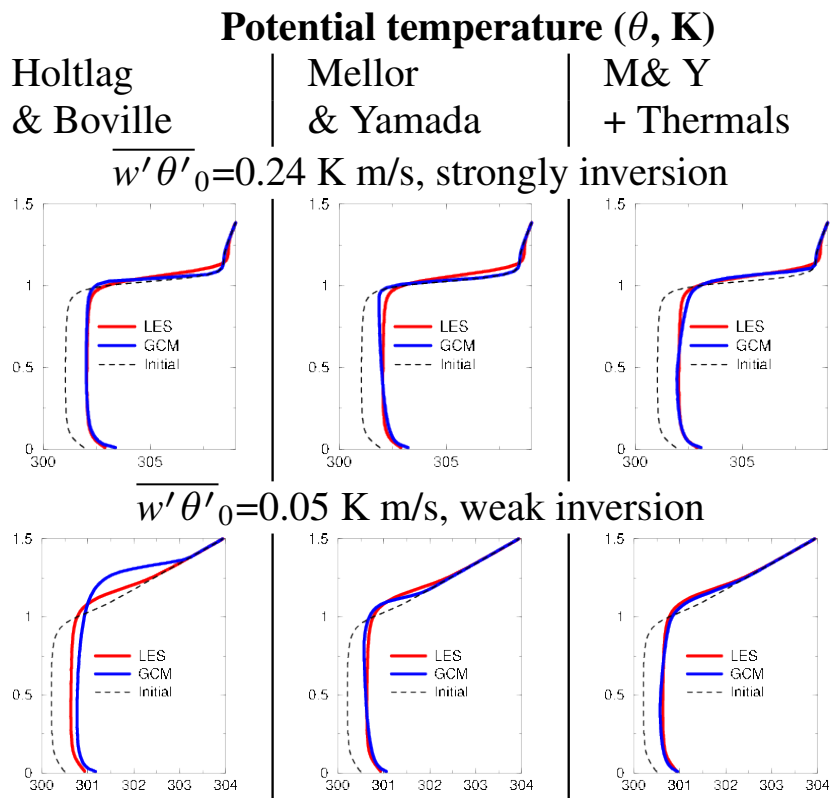 Potential temperature (θ, K)
Holtlag
& Boville
Mellor
& Yamada
M& Y
+ Thermals
w′θ′₀=0.24 K m/s, strongly inversion
1.5
1
0.5
0
300
305
LES
GCM
Initial
1.5
1
0.5
0
300
305
LES
GCM
Initial
1.5
1
0.5
0
300
305
LES
GCM
Initial
w′θ′₀=0.05 K m/s, weak inversion
1.5
1
0.5
0
300 301 302 303 304
LES
GCM
Initial
1.5
1
0.5
0
300 301 302 303 304
LES
GCM
Initial
1.5
1
0.5
0
300 301 302 303 304
LES
GCM
Initial